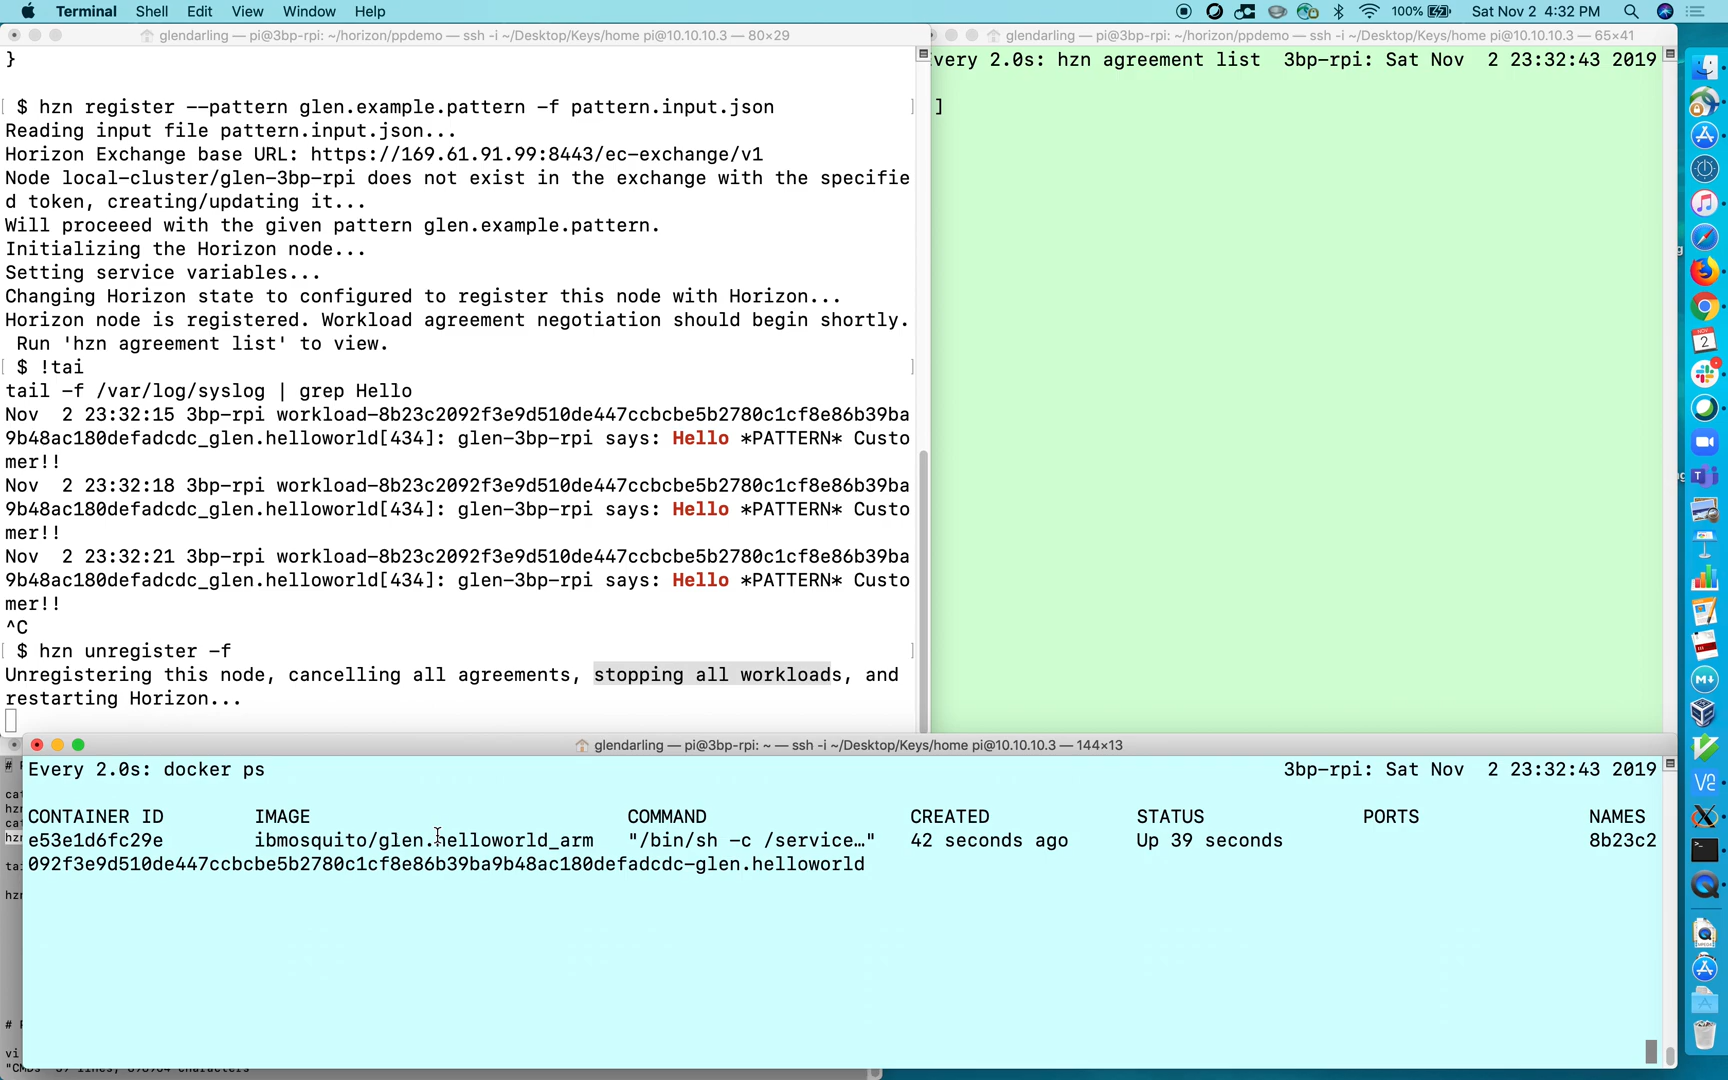 Terminal Shell Edit View Window Help 100% Sat Nov 2 4:32 PM
glendarling — pi@3bp-rpi: ~/horizon/ppdemo — ssh -i ~/Desktop/Keys/home pi@10.10.10.3 — 80×29
}
[ $ hzn register --pattern glen.example.pattern -f pattern.input.json ]
Reading input file pattern.input.json...
Horizon Exchange base URL: https://169.61.91.99:8443/ec-exchange/v1
Node local-cluster/glen-3bp-rpi does not exist in the exchange with the specifie
d token, creating/updating it...
Will proceeed with the given pattern glen.example.pattern.
Initializing the Horizon node...
Setting service variables...
Changing Horizon state to configured to register this node with Horizon...
Horizon node is registered. Workload agreement negotiation should begin shortly.
Run 'hzn agreement list' to view.
[ $ !tai ]
tail -f /var/log/syslog | grep Hello
Nov  2 23:32:15 3bp-rpi workload-8b23c2092f3e9d510de447ccbcbe5b2780c1cf8e86b39ba
9b48ac180defadcdc_glen.helloworld[434]: glen-3bp-rpi says: Hello *PATTERN* Custo
mer!!
Nov  2 23:32:18 3bp-rpi workload-8b23c2092f3e9d510de447ccbcbe5b2780c1cf8e86b39ba
9b48ac180defadcdc_glen.helloworld[434]: glen-3bp-rpi says: Hello *PATTERN* Custo
mer!!
Nov  2 23:32:21 3bp-rpi workload-8b23c2092f3e9d510de447ccbcbe5b2780c1cf8e86b39ba
9b48ac180defadcdc_glen.helloworld[434]: glen-3bp-rpi says: Hello *PATTERN* Custo
mer!!
^C
[ $ hzn unregister -f ]
Unregistering this node, cancelling all agreements, stopping all workloads, and
restarting Horizon...
glendarling — pi@3bp-rpi: ~/horizon/ppdemo — ssh -i ~/Desktop/Keys/home pi@10.10.10.3 — 65×41
very 2.0s: hzn agreement list  3bp-rpi: Sat Nov  2 23:32:43 2019
]
glendarling — pi@3bp-rpi: ~ — ssh -i ~/Desktop/Keys/home pi@10.10.10.3 — 144×13
Every 2.0s: docker ps 3bp-rpi: Sat Nov  2 23:32:43 2019
CONTAINER ID IMAGE COMMAND CREATED STATUS PORTS NAMES
e53e1d6fc29e ibmosquito/glen.helloworld_arm "/bin/sh -c /service…" 42 seconds ago Up 39 seconds 8b23c2
092f3e9d510de447ccbcbe5b2780c1cf8e86b39ba9b48ac180defadcdc-glen.helloworld